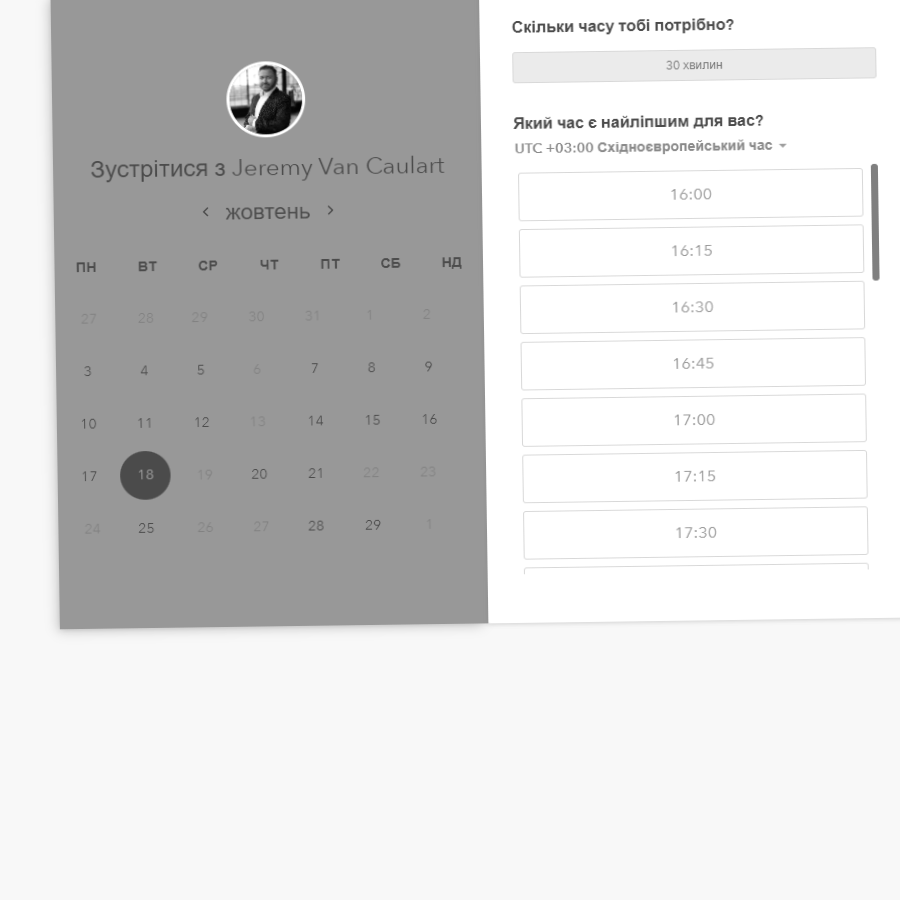 Зустрітися з Jeremy Van Caulart
жовтень
ПН ВТ СР ЧТ ПТ СБ НД
27 28 29 30 31 1 2
3 4 5 6 7 8 9
10 11 12 13 14 15 16
17 18 19 20 21 22 23
24 25 26 27 28 29 1
Скільки часу тобі потрібно?
30 хвилин
Який час є найліпшим для вас?
UTC +03:00 Східноєвропейський час
16:00
16:15
16:30
16:45
17:00
17:15
17:30